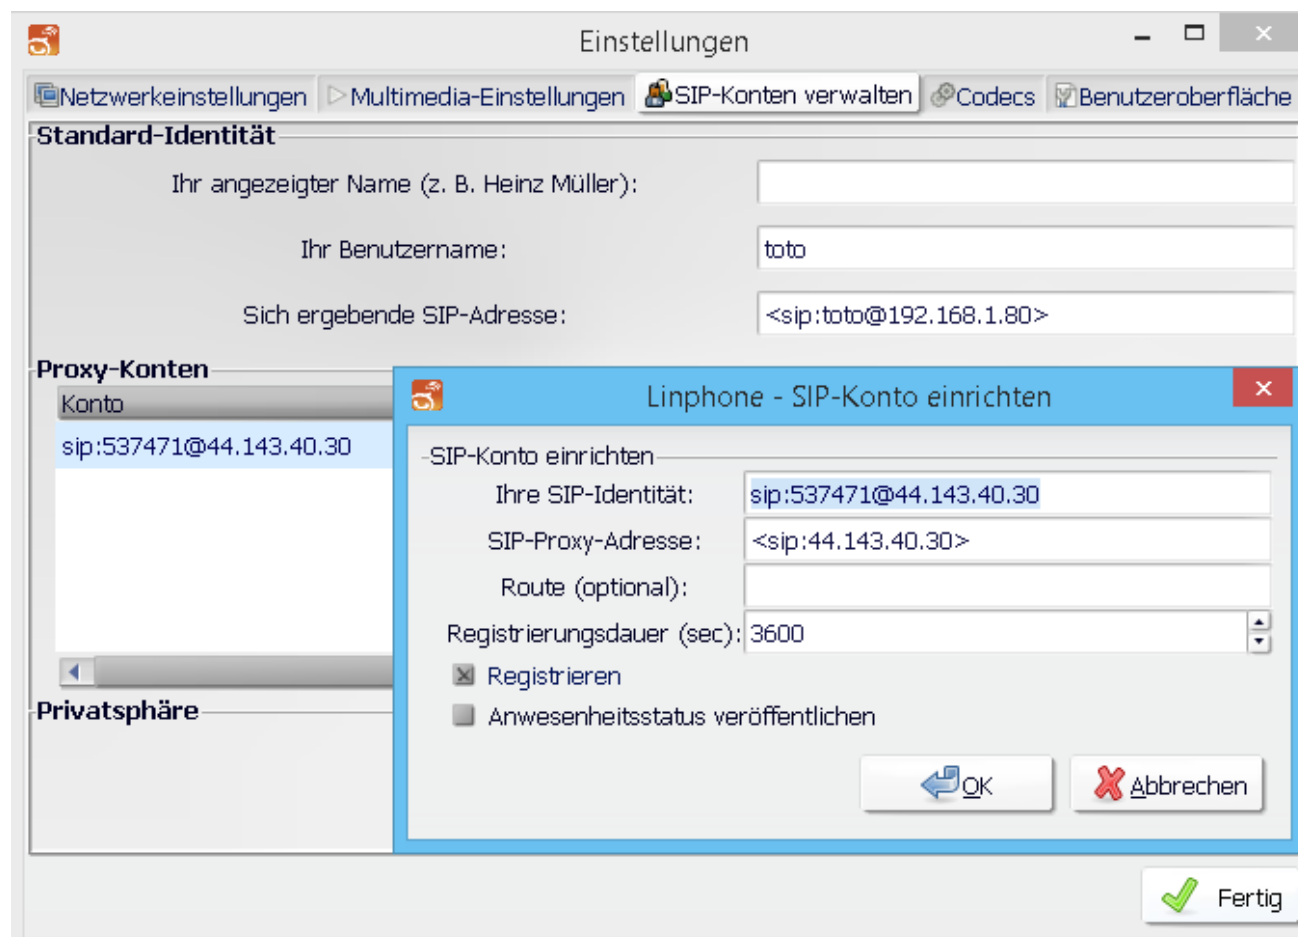 Einstellungen
Netzwerkeinstellungen Multimedia-Einstellungen SIP-Konten verwalten Codecs Benutzeroberfläche
Standard-Identität
Ihr angezeigter Name (z. B. Heinz Müller):
Ihr Benutzername: toto
Sich ergebende SIP-Adresse: <sip:toto@192.168.1.80>
Proxy-Konten
Konto
sip:537471@44.143.40.30
Linphone - SIP-Konto einrichten
SIP-Konto einrichten
Ihre SIP-Identität: sip:537471@44.143.40.30
SIP-Proxy-Adresse: <sip:44.143.40.30>
Route (optional):
Registrierungsdauer (sec): 3600
Registrieren
Anwesenheitsstatus veröffentlichen
OK Abbrechen
Privatsphäre
Fertig